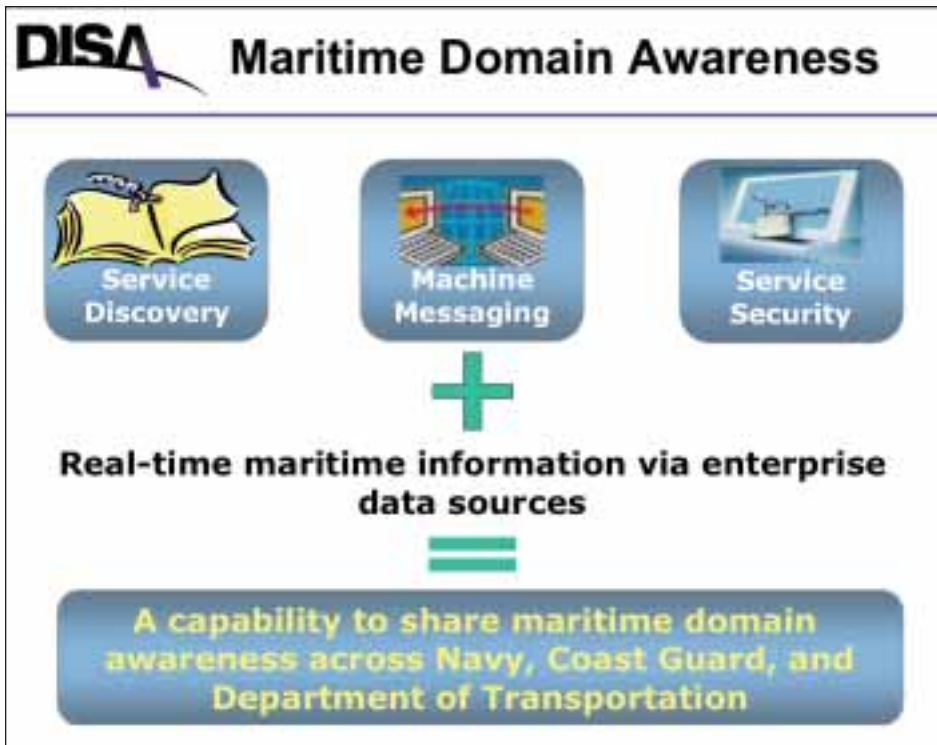 DISA Maritime Domain Awareness
Service
Discovery
Machine
Messaging
Service
Security
Real-time maritime information via enterprise
data sources
A capability to share maritime domain
awareness across Navy, Coast Guard, and
Department of Transportation